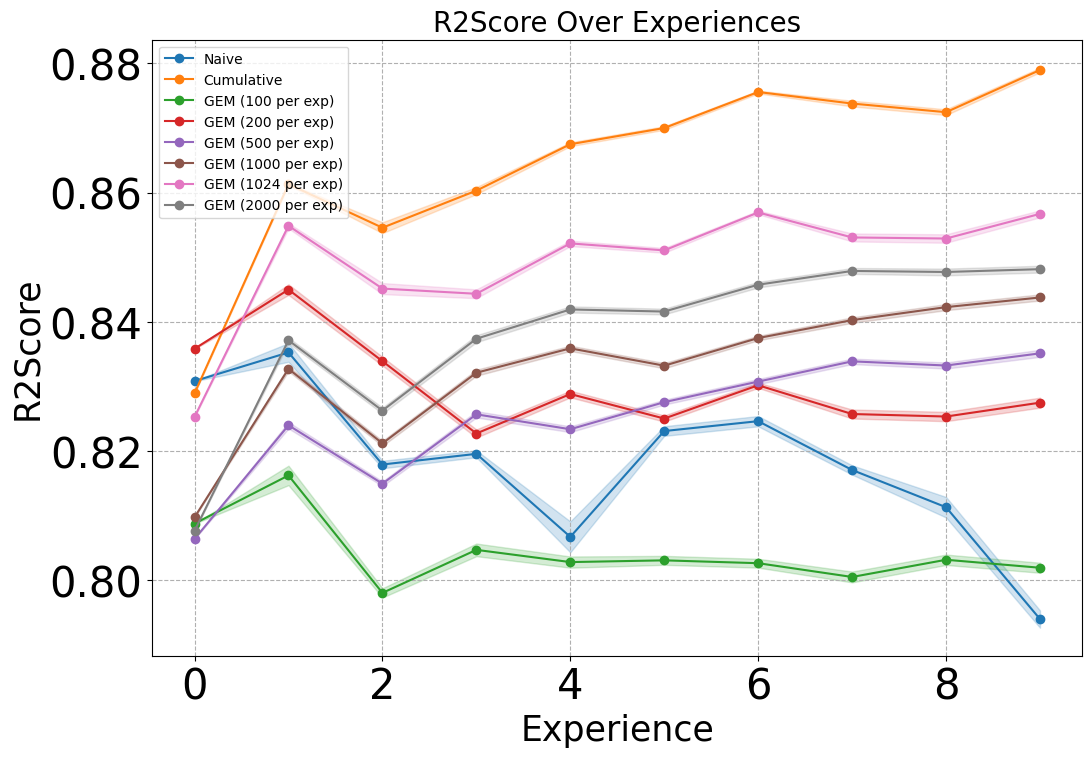 R2Score Over Experiences
0.88
0.86
0.84
0.82
0.80
R2Score
Naive
Cumulative
GEM (100 per exp)
GEM (200 per exp)
GEM (500 per exp)
GEM (1000 per exp)
GEM (1024 per exp)
GEM (2000 per exp)
0 2 4 6 8
Experience